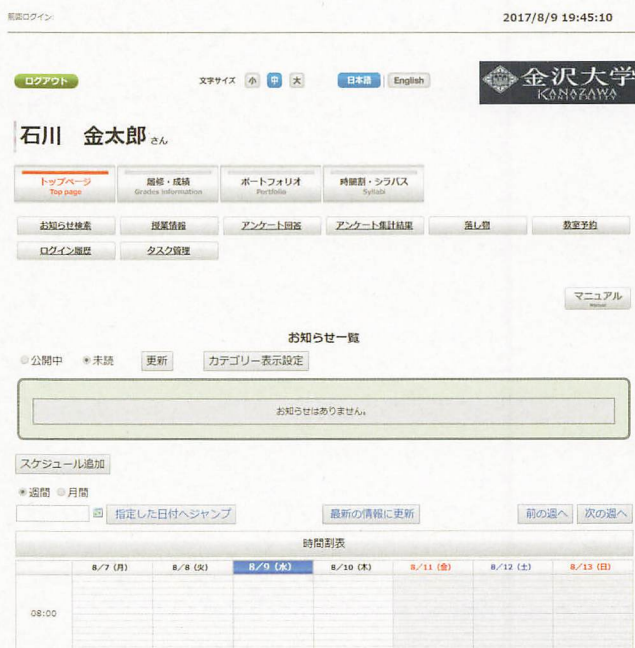 前回ログイン: 2017/8/9 19:45:10
ログアウト 文字サイズ 小 中 大 日本語 English 金沢大学
KANAZAWA
UNIVERSITY
石川 金太郎 さん
トップページ 履修・成績 ポートフォリオ 時間割・シラバス
Top page Grades Information Portfolio Syllabi
お知らせ検索 授業情報 アンケート回答 アンケート集計結果 落し物 教室予約
ログイン履歴 タスク管理
マニュアル
Manual
お知らせ一覧
公開中 未読 更新 カテゴリー表示設定
お知らせはありません。
スケジュール追加
週間 月間
指定した日付へジャンプ 最新の情報に更新 前の週へ 次の週へ
時間割表
8/7 (月) 8/8 (火) 8/9 (水) 8/10 (木) 8/11 (金) 8/12 (土) 8/13 (日)
08:00